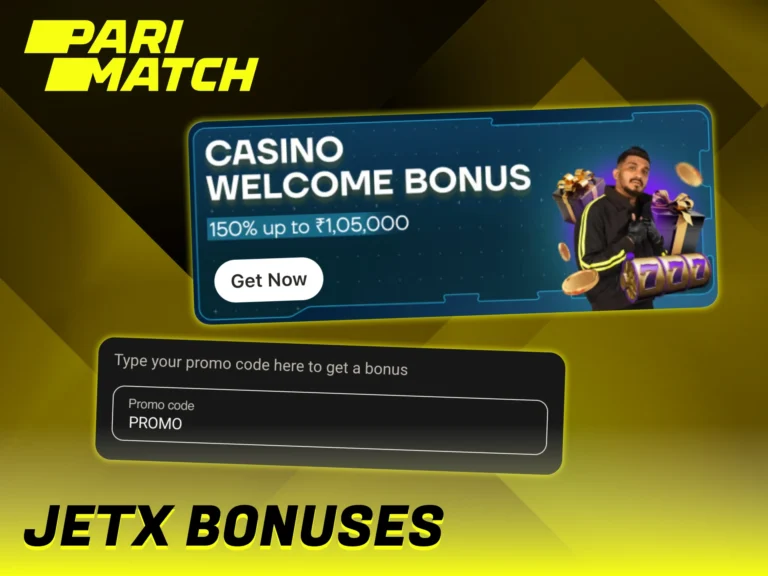 PARI
MATCH
CASINO
WELCOME BONUS
150% up to ₹1,05,000
Get Now
777
Type your promo code here to get a bonus
Promo code
PROMO
JETX BONUSES